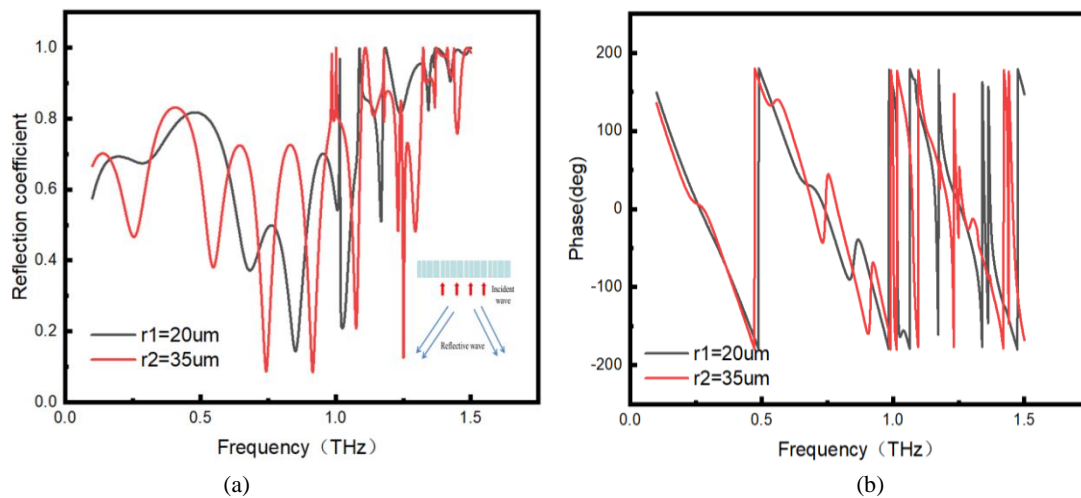 1.0
0.8
0.6
0.4
0.2
0.0
Reflection coefficient
0.0 0.5 1.0 1.5
Frequency（THz）
r1=20um
r2=35um
Incident
wave
Reflective wave
(a)
200
100
0
-100
-200
Phase(deg)
0.0 0.5 1.0 1.5
Frequency（THz）
r1=20um
r2=35um
(b)